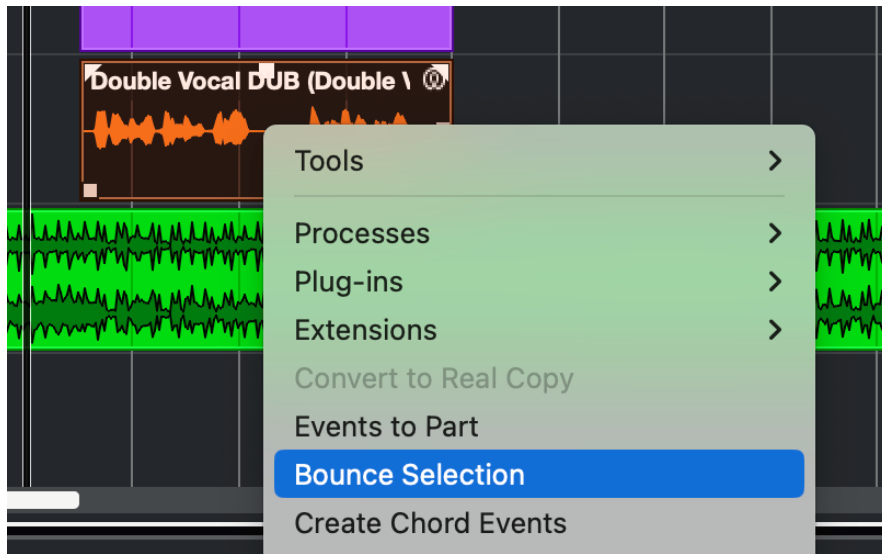 Double Vocal DUB (Double \
Tools
Processes
Plug-ins
Extensions
Convert to Real Copy
Events to Part
Bounce Selection
Create Chord Events